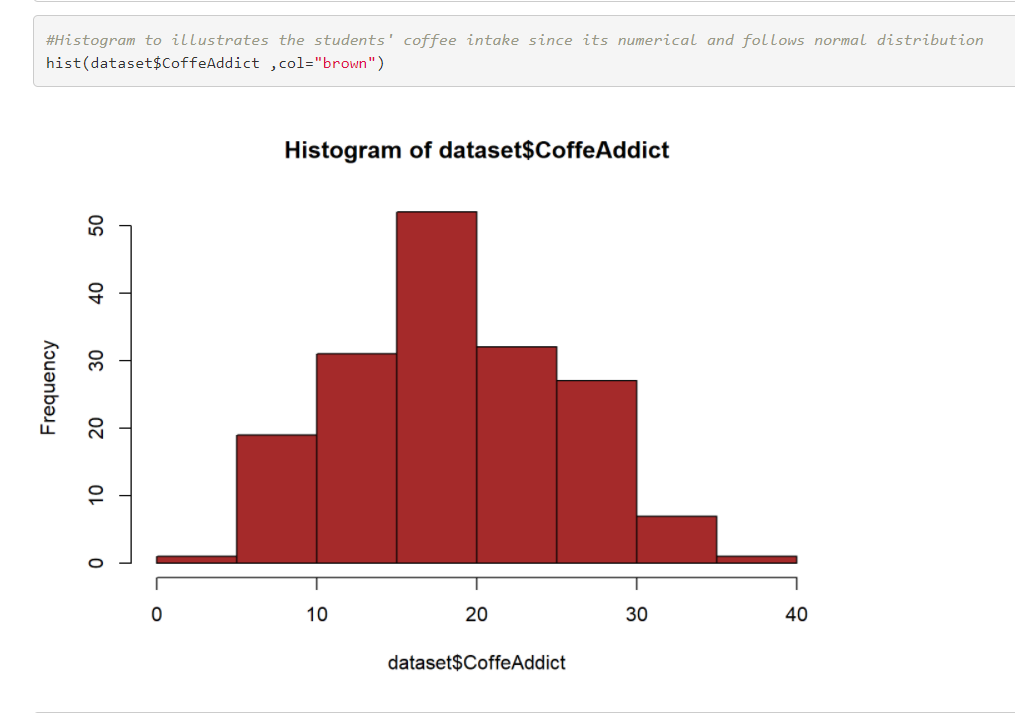 #Histogram to illustrates the students' coffee intake since its numerical and follows normal distribution
hist(dataset$CoffeAddict ,col="brown")
Histogram of dataset$CoffeAddict
Frequency
50
40
30
20
10
0
0 10 20 30 40
dataset$CoffeAddict